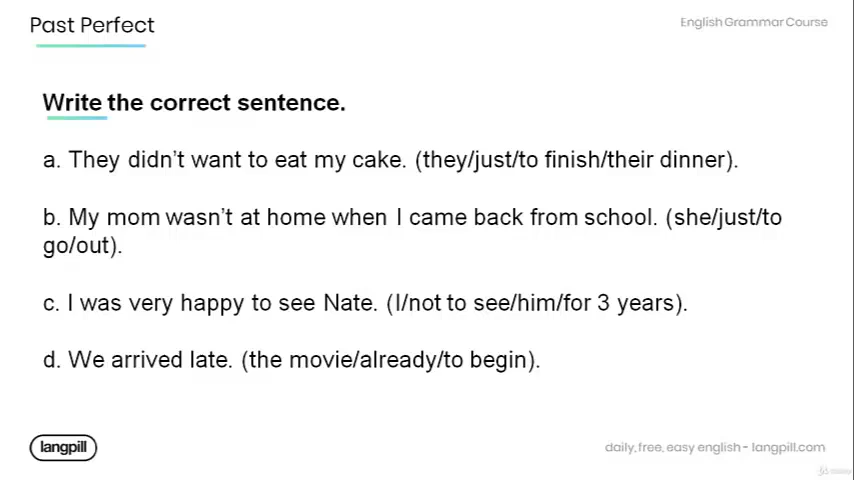 Past Perfect
English Grammar Course
Write the correct sentence.
a. They didn't want to eat my cake. (they/just/to finish/their dinner).
b. My mom wasn't at home when I came back from school. (she/just/to
go/out).
c. I was very happy to see Nate. (I/not to see/him/for 3 years).
d. We arrived late. (the movie/already/to begin).
langpill
daily, free, easy english - langpill.com